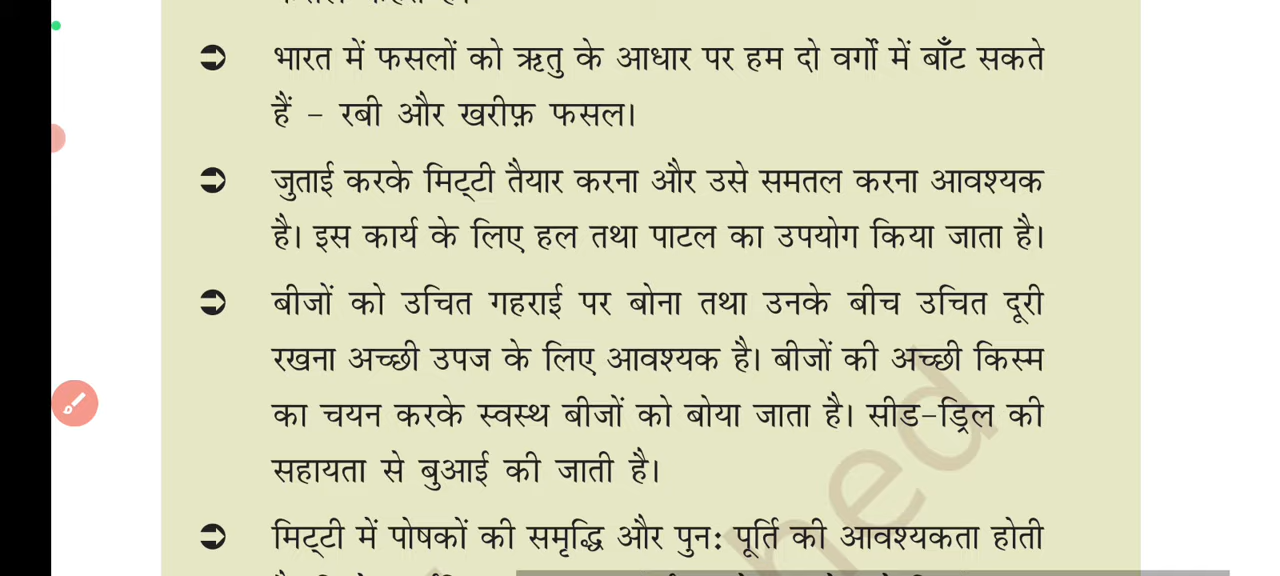 भारत में फसलों को ऋतु के आधार पर हम दो वर्गों में बाँट सकते
हैं - रबी और खरीफ़ फसल।
जुताई करके मिट्टी तैयार करना और उसे समतल करना आवश्यक
है। इस कार्य के लिए हल तथा पाटल का उपयोग किया जाता है।
बीजों को उचित गहराई पर बोना तथा उनके बीच उचित दूरी
रखना अच्छी उपज के लिए आवश्यक है। बीजों की अच्छी किस्म
का चयन करके स्वस्थ बीजों को बोया जाता है। सीड-ड्रिल की
सहायता से बुआई की जाती है।
मिट्टी में पोषकों की समृद्धि और पुनः पूर्ति की आवश्यकता होती